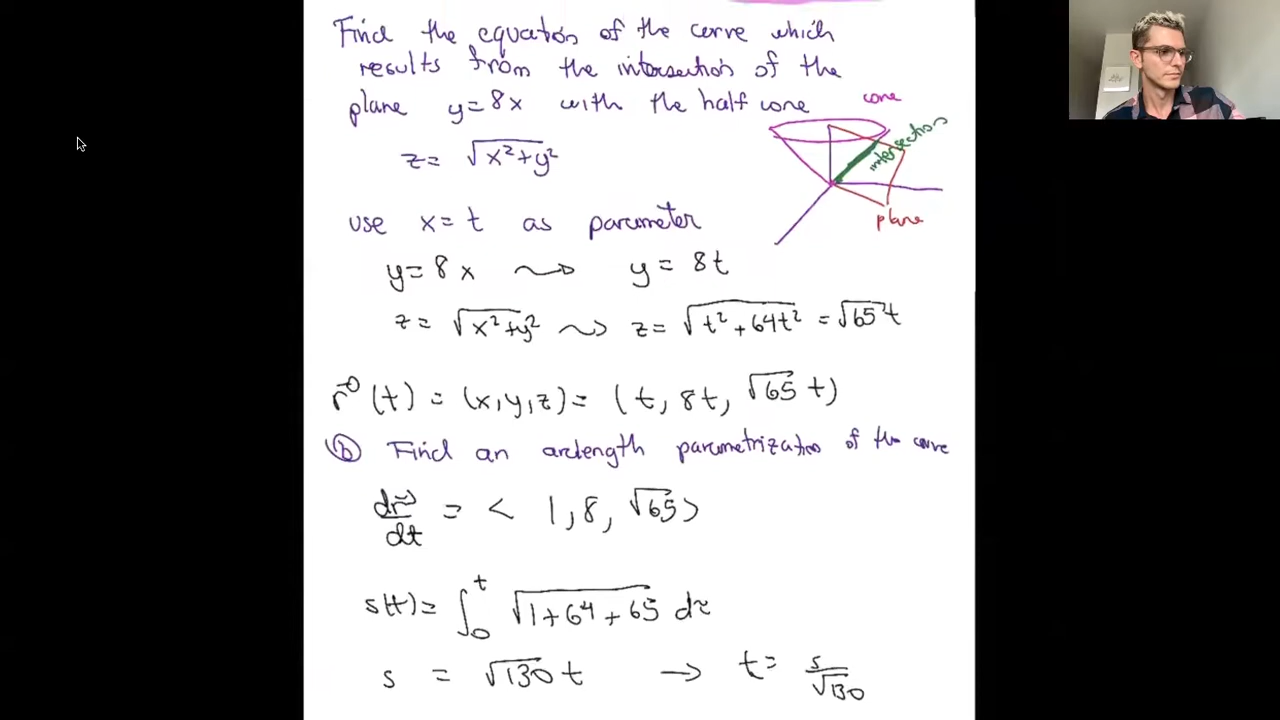 Find the equation of the curve which
results from the intersection of the
plane y=8x with the half cone
cone
z= √x²+y²
intersection
plane
use x=t as parameter
y=8x ⇝ y = 8t
z= √x²+y² ⇝ z= √t²+64t² = √65 t
r⃗(t) = (x,y,z)= (t, 8t, √65 t)
ⓑ Find an arclength parametrization of the curve
dr⃗/dt = < 1,8, √65>
s(t)= ∫₀ᵗ √1+64+65 dτ
s = √130 t → t= s/√130